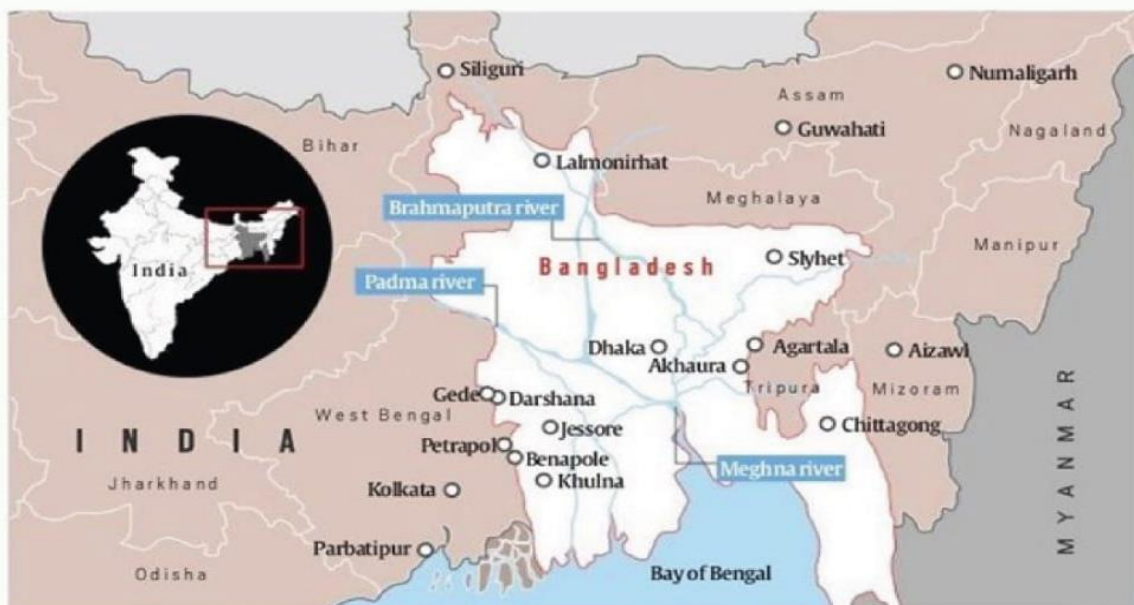 Siliguri
Numaligarh
Assam
Guwahati
Nagaland
Bihar
Lalmonirhat
Meghalaya
Brahmaputra river
Manipur
Slyhet
Bangladesh
India
Padma river
Dhaka
Agartala
Aizawl
Akhaura
Tripura
Mizoram
Gede
Darshana
West Bengal
Chittagong
Jessore
INDIA
Petrapol
Benapole
Meghna river
Khulna
Jharkhand
Kolkata
MYANMAR
Parbatipur
Odisha
Bay of Bengal